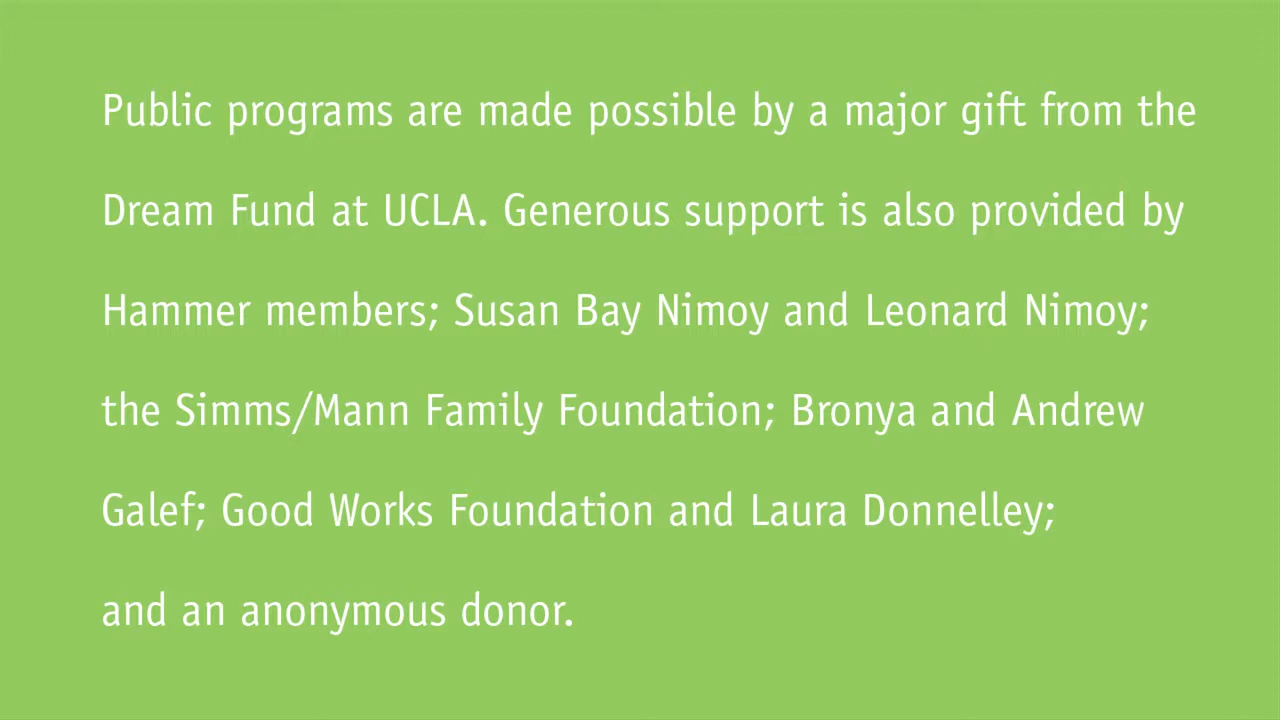 Public programs are made possible by a major gift from the
Dream Fund at UCLA. Generous support is also provided by
Hammer members; Susan Bay Nimoy and Leonard Nimoy;
the Simms/Mann Family Foundation; Bronya and Andrew
Galef; Good Works Foundation and Laura Donnelley;
and an anonymous donor.